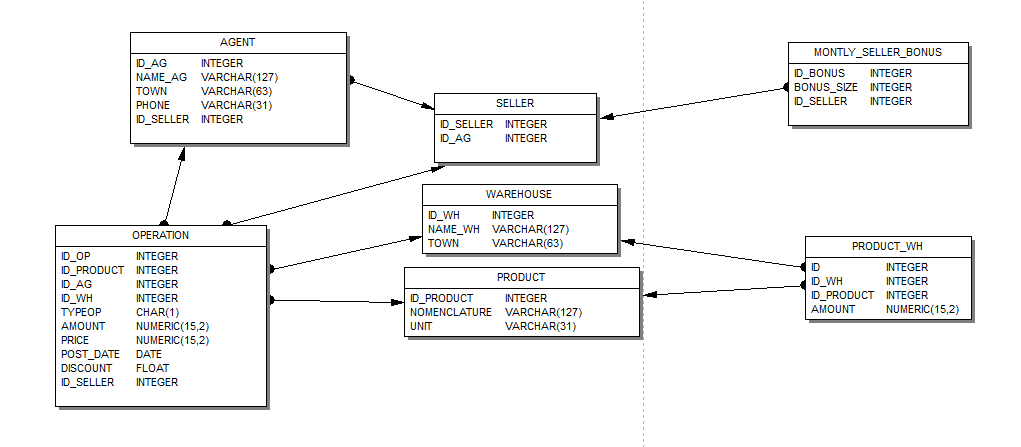 AGENT
ID_AG INTEGER
NAME_AG VARCHAR(127)
TOWN VARCHAR(63)
PHONE VARCHAR(31)
ID_SELLER INTEGER
SELLER
ID_SELLER INTEGER
ID_AG INTEGER
MONTLY_SELLER_BONUS
ID_BONUS INTEGER
BONUS_SIZE INTEGER
ID_SELLER INTEGER
WAREHOUSE
ID_WH INTEGER
NAME_WH VARCHAR(127)
TOWN VARCHAR(63)
OPERATION
ID_OP INTEGER
ID_PRODUCT INTEGER
ID_AG INTEGER
ID_WH INTEGER
TYPEOP CHAR(1)
AMOUNT NUMERIC(15,2)
PRICE NUMERIC(15,2)
POST_DATE DATE
DISCOUNT FLOAT
ID_SELLER INTEGER
PRODUCT
ID_PRODUCT INTEGER
NOMENCLATURE VARCHAR(127)
UNIT VARCHAR(31)
PRODUCT_WH
ID INTEGER
ID_WH INTEGER
ID_PRODUCT INTEGER
AMOUNT NUMERIC(15,2)